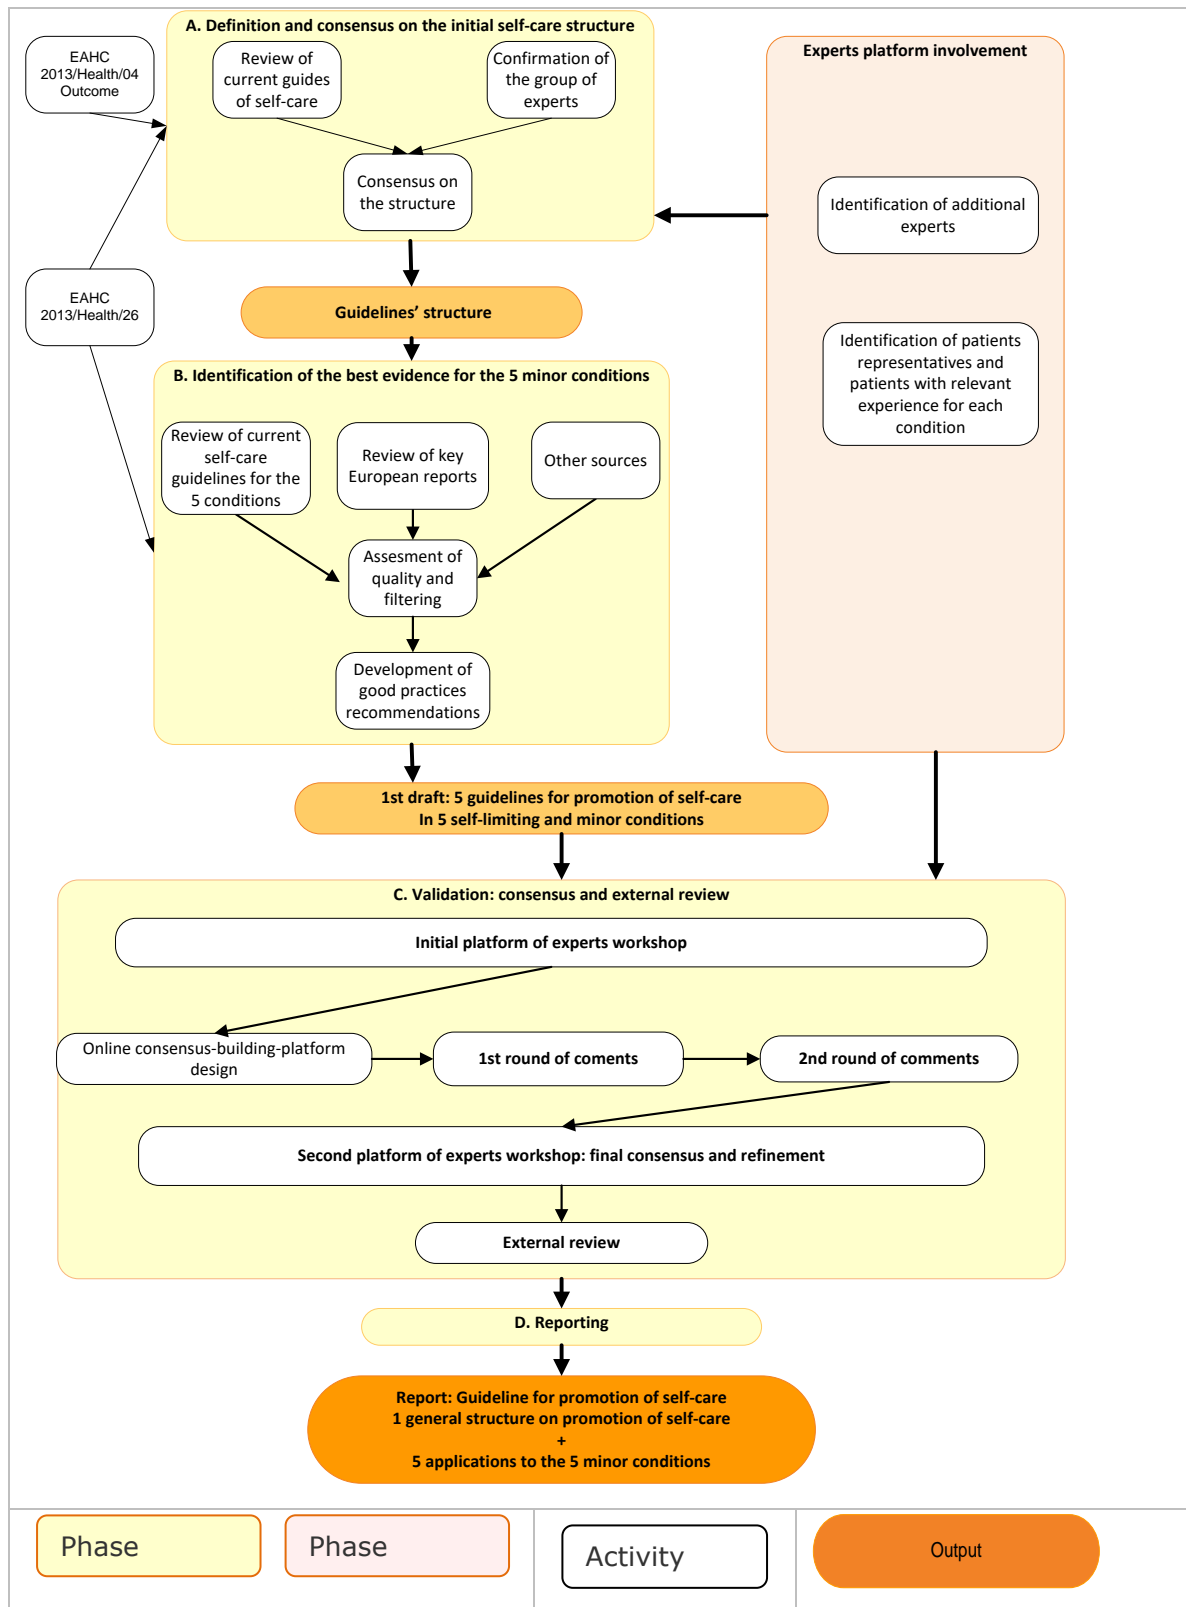 A. Definition and consensus on the initial self-care structure
EAHC
2013/Health/04
Outcome
Review of
current guides
of self-care
Confirmation of
the group of
experts
Consensus on
the structure
Experts platform involvement
Identification of additional
experts
Identification of patients
representatives and
patients with relevant
experience for each
condition
EAHC
2013/Health/26
Guidelines’ structure
B. Identification of the best evidence for the 5 minor conditions
Review of current
self-care
guidelines for the
5 conditions
Review of key
European reports
Other sources
Assesment of
quality and
filtering
Development of
good practices
recommendations
1st draft: 5 guidelines for promotion of self-care
In 5 self-limiting and minor conditions
C. Validation: consensus and external review
Initial platform of experts workshop
Online consensus-building-platform
design
1st round of coments
2nd round of comments
Second platform of experts workshop: final consensus and refinement
External review
D. Reporting
Report: Guideline for promotion of self-care
1 general structure on promotion of self-care
+
5 applications to the 5 minor conditions
Phase
Phase
Activity
Output